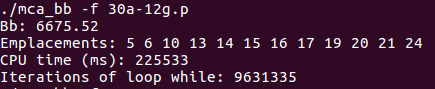 ./mca_bb -f 30a-12g.p
Bb: 6675.52
Emplacements: 5 6 10 13 14 15 16 17 19 20 21 24
CPU time (ms): 225533
Iterations of loop while: 9631335